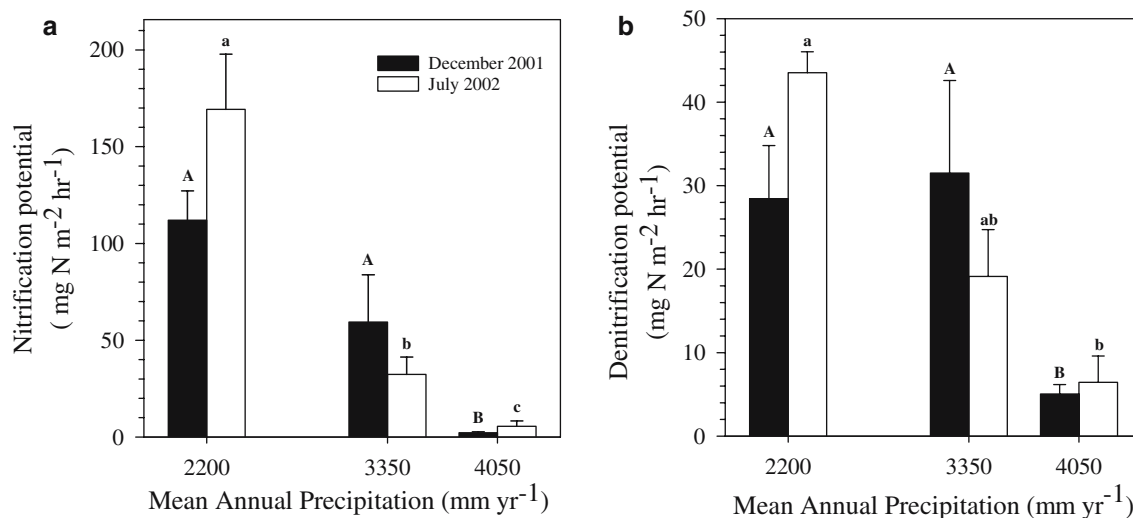 a
Nitrification potential
( mg N m-2 hr-1)
200
150
100
50
0
December 2001
July 2002
A
a
A
b
B
c
2200 3350 4050
Mean Annual Precipitation (mm yr-1)
b
Denitrification potential
(mg N m-2 hr-1)
50
40
30
20
10
0
A
a
A
ab
B
b
2200 3350 4050
Mean Annual Precipitation (mm yr-1)